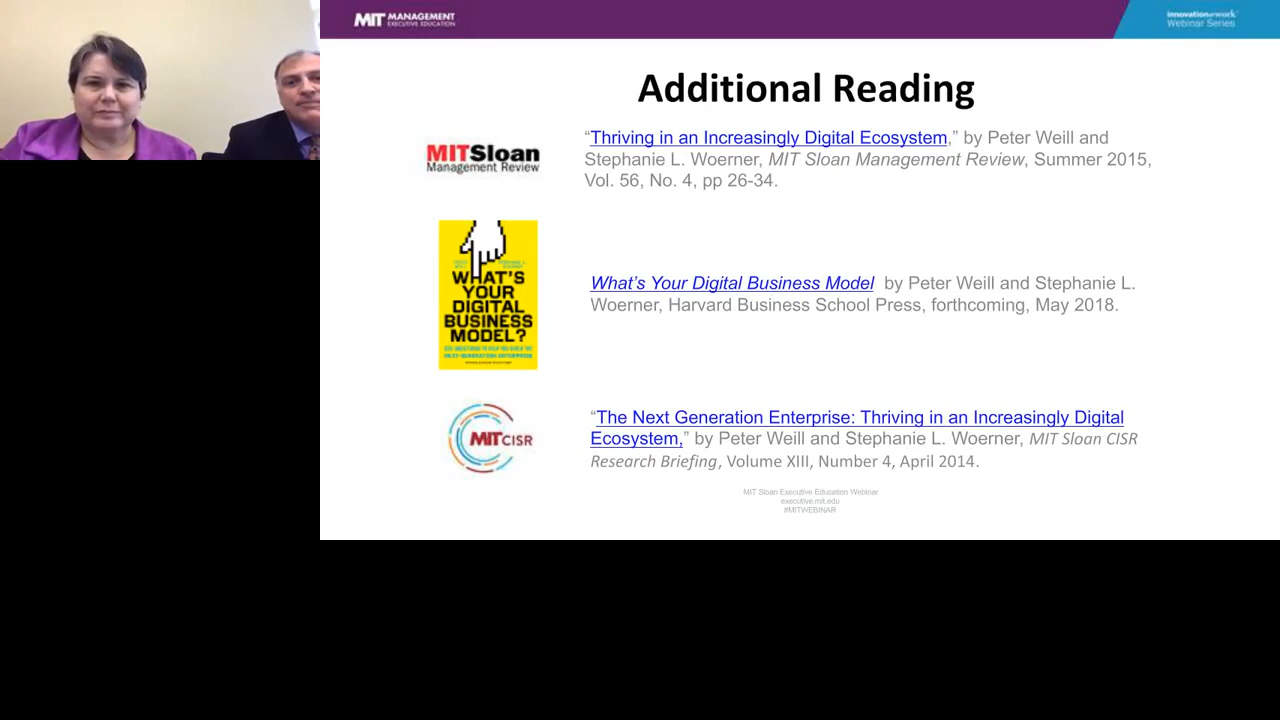 MIT MANAGEMENT
EXECUTIVE EDUCATION
innovation@work
Webinar Series
Additional Reading
MITSloan
Management Review
“Thriving in an Increasingly Digital Ecosystem,” by Peter Weill and
Stephanie L. Woerner, MIT Sloan Management Review, Summer 2015,
Vol. 56, No. 4, pp 26-34.
WHAT'S
YOUR
DIGITAL
BUSINESS
MODEL?
What’s Your Digital Business Model by Peter Weill and Stephanie L.
Woerner, Harvard Business School Press, forthcoming, May 2018.
MIT CISR
“The Next Generation Enterprise: Thriving in an Increasingly Digital
Ecosystem,” by Peter Weill and Stephanie L. Woerner, MIT Sloan CISR
Research Briefing, Volume XIII, Number 4, April 2014.
MIT Sloan Executive Education Webinar
executive.mit.edu
#MITWEBINAR